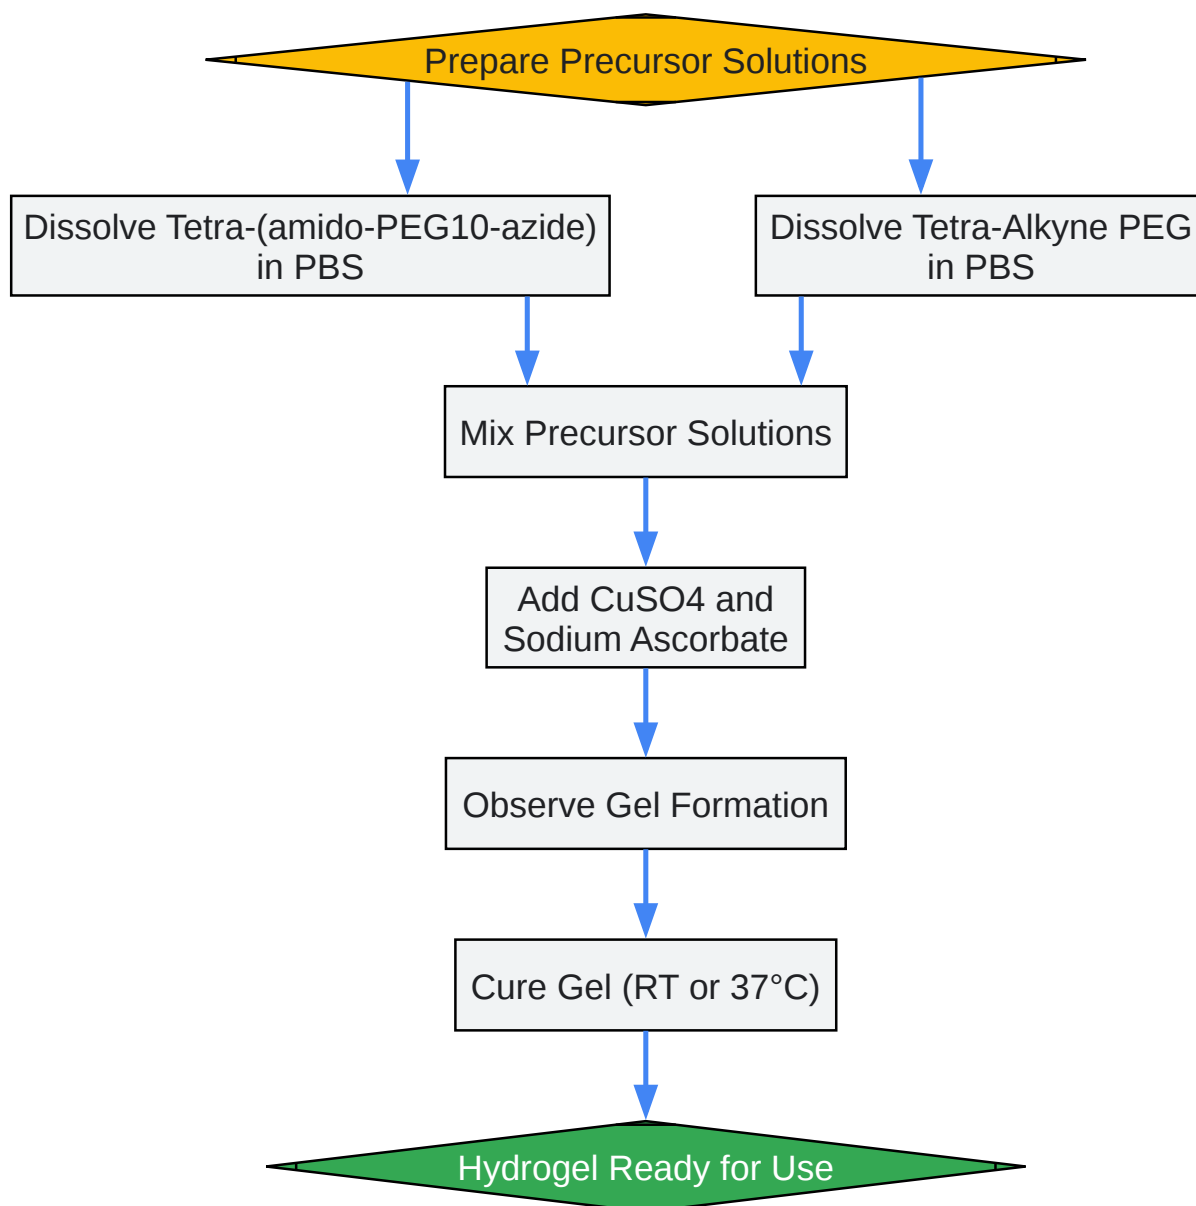 Prepare Precursor Solutions
Dissolve Tetra-(amido-PEG10-azide)
in PBS
Dissolve Tetra-Alkyne PEG
in PBS
Mix Precursor Solutions
Add CuSO4 and
Sodium Ascorbate
Observe Gel Formation
Cure Gel (RT or 37°C)
Hydrogel Ready for Use